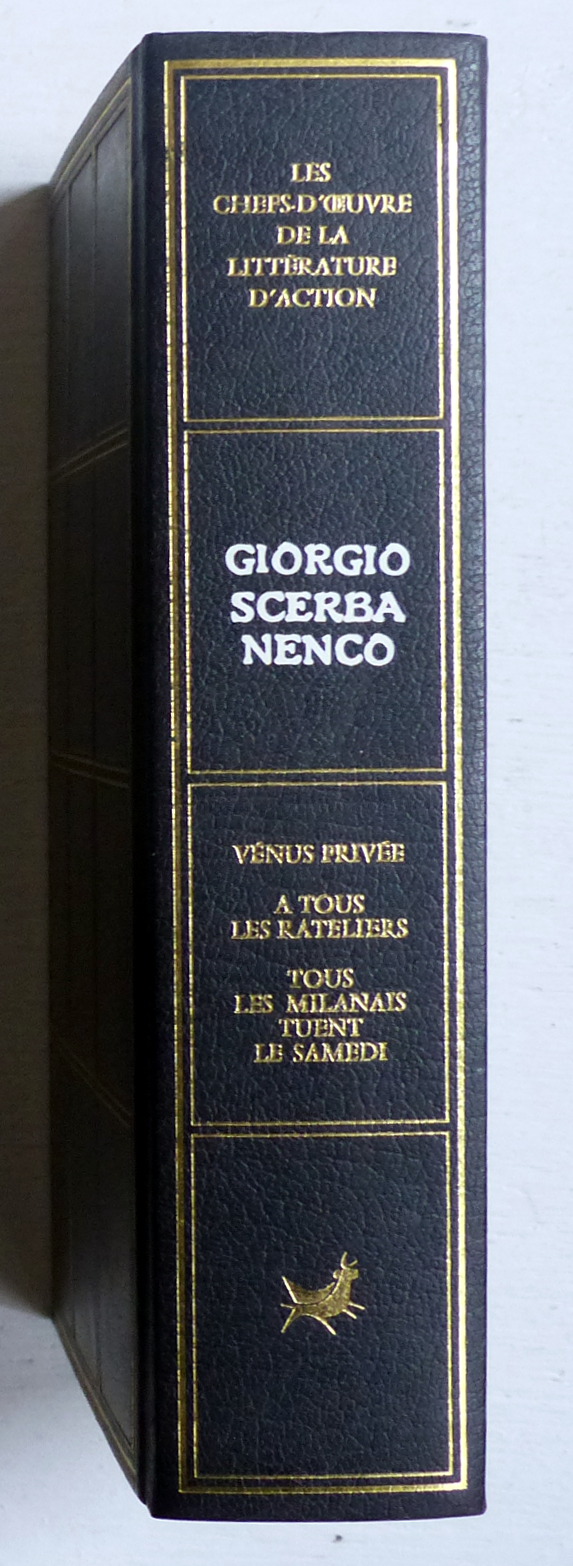 LES
CHEFS-D'ŒUVRE
DE LA
LITTÉRATURE
D'ACTION
GIORGIO
SCERBA
NENCO
VÉNUS PRIVÉE
A TOUS
LES RATELIERS
TOUS
LES MILANAIS
TUENT
LE SAMEDI